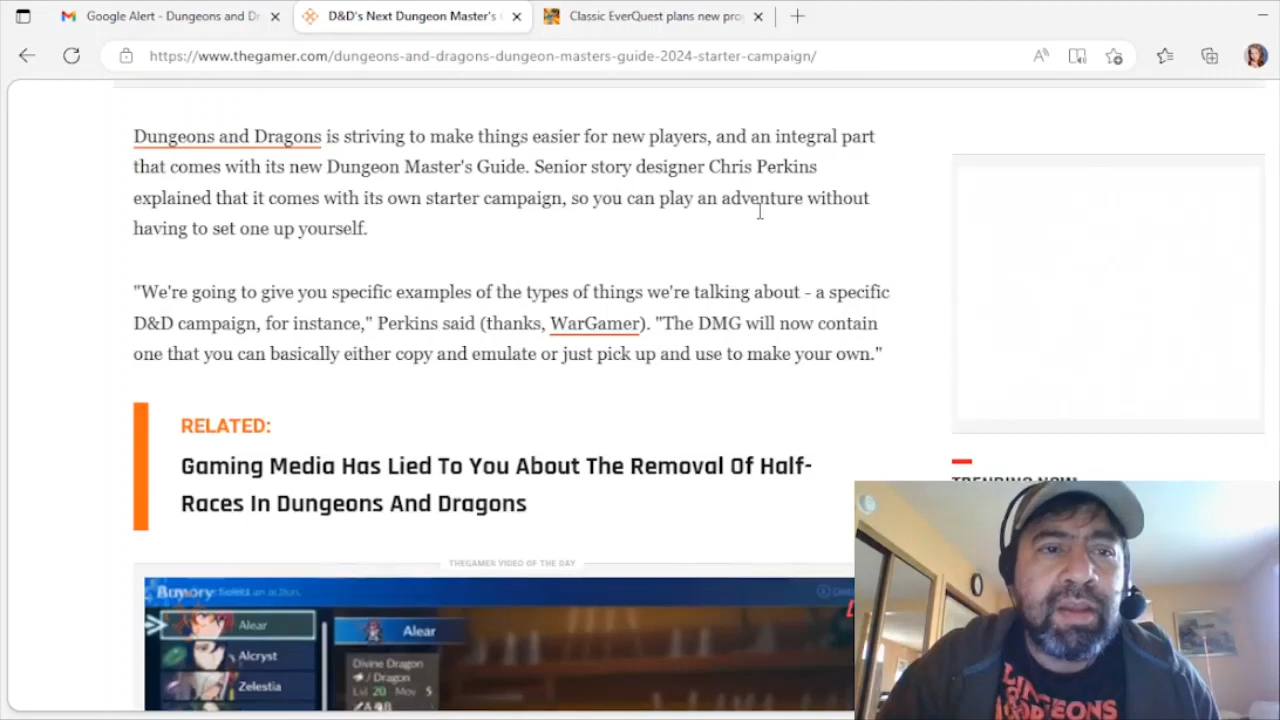 Google Alert - Dungeons and Dr
D&D's Next Dungeon Master's
Classic EverQuest plans new pro
https://www.thegamer.com/dungeons-and-dragons-dungeon-masters-guide-2024-starter-campaign/
Dungeons and Dragons is striving to make things easier for new players, and an integral part
that comes with its new Dungeon Master's Guide. Senior story designer Chris Perkins
explained that it comes with its own starter campaign, so you can play an adventure without
having to set one up yourself.
"We're going to give you specific examples of the types of things we're talking about - a specific
D&D campaign, for instance," Perkins said (thanks, WarGamer). "The DMG will now contain
one that you can basically either copy and emulate or just pick up and use to make your own."
RELATED:
Gaming Media Has Lied To You About The Removal Of Half-
Races In Dungeons And Dragons
TRENDING NOW
THEGAMER VIDEO OF THE DAY
Alear
Alear
Alcryst
Divine Dragon
/ Dragon
Zelestia
Lvl 20 Mov 5